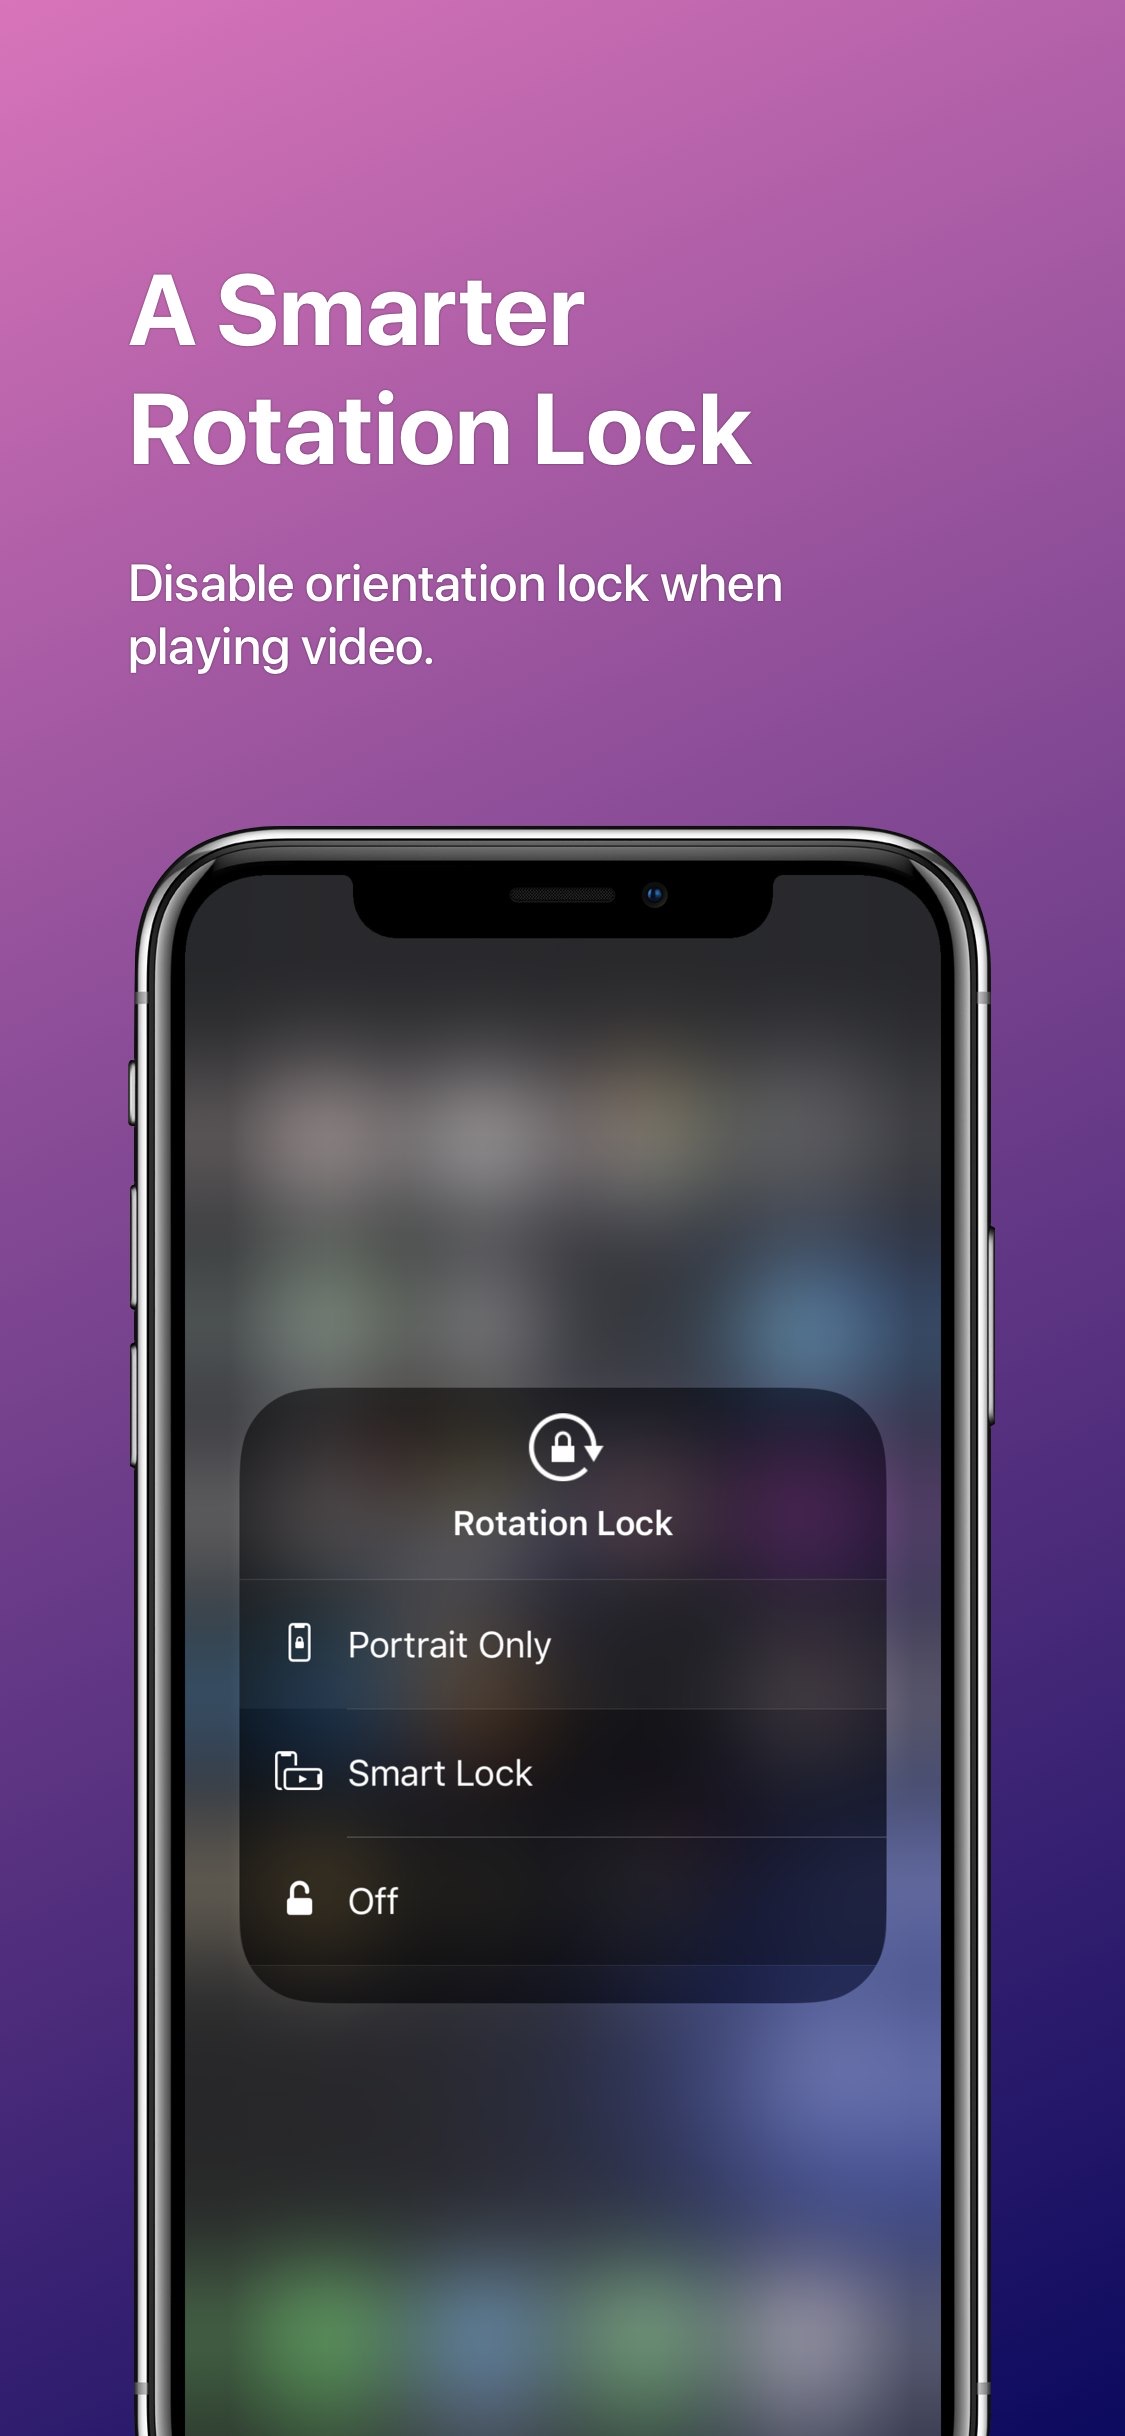 A Smarter
Rotation Lock
Disable orientation lock when
playing video.
Rotation Lock
Portrait Only
Smart Lock
Off